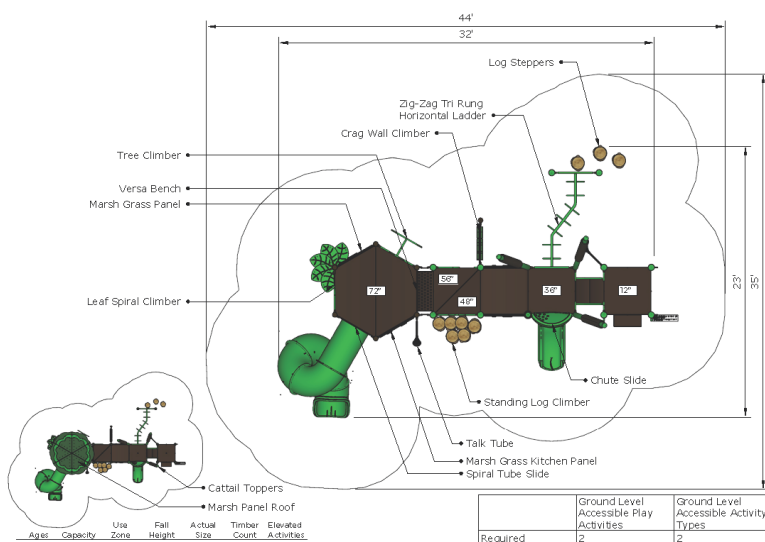 44'
32'
Log Steppers
Zig-Zag Tri Rung
Horizontal Ladder
Crag Wall Climber
Tree Climber
Versa Bench
Marsh Grass Panel
56"
72"
48"
36"
12"
23'
35'
Leaf Spiral Climber
Chute Slide
Standing Log Climber
Talk Tube
Marsh Grass Kitchen Panel
Spiral Tube Slide
Cattail Toppers
Marsh Panel Roof
Ages Capacity Use Zone Fall Height Actual Size Timber Count Elevated Activities
Ground Level Accessible Play Activities
Ground Level Accessible Activity Types
Required 2 2